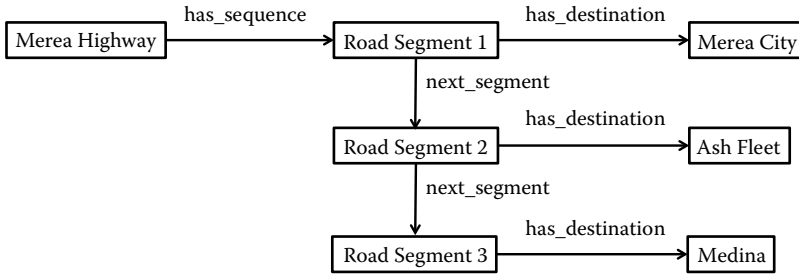 has_sequence
has_destination
Merea Highway
Road Segment 1
Merea City
next_segment
has_destination
Road Segment 2
Ash Fleet
next_segment
has_destination
Road Segment 3
Medina